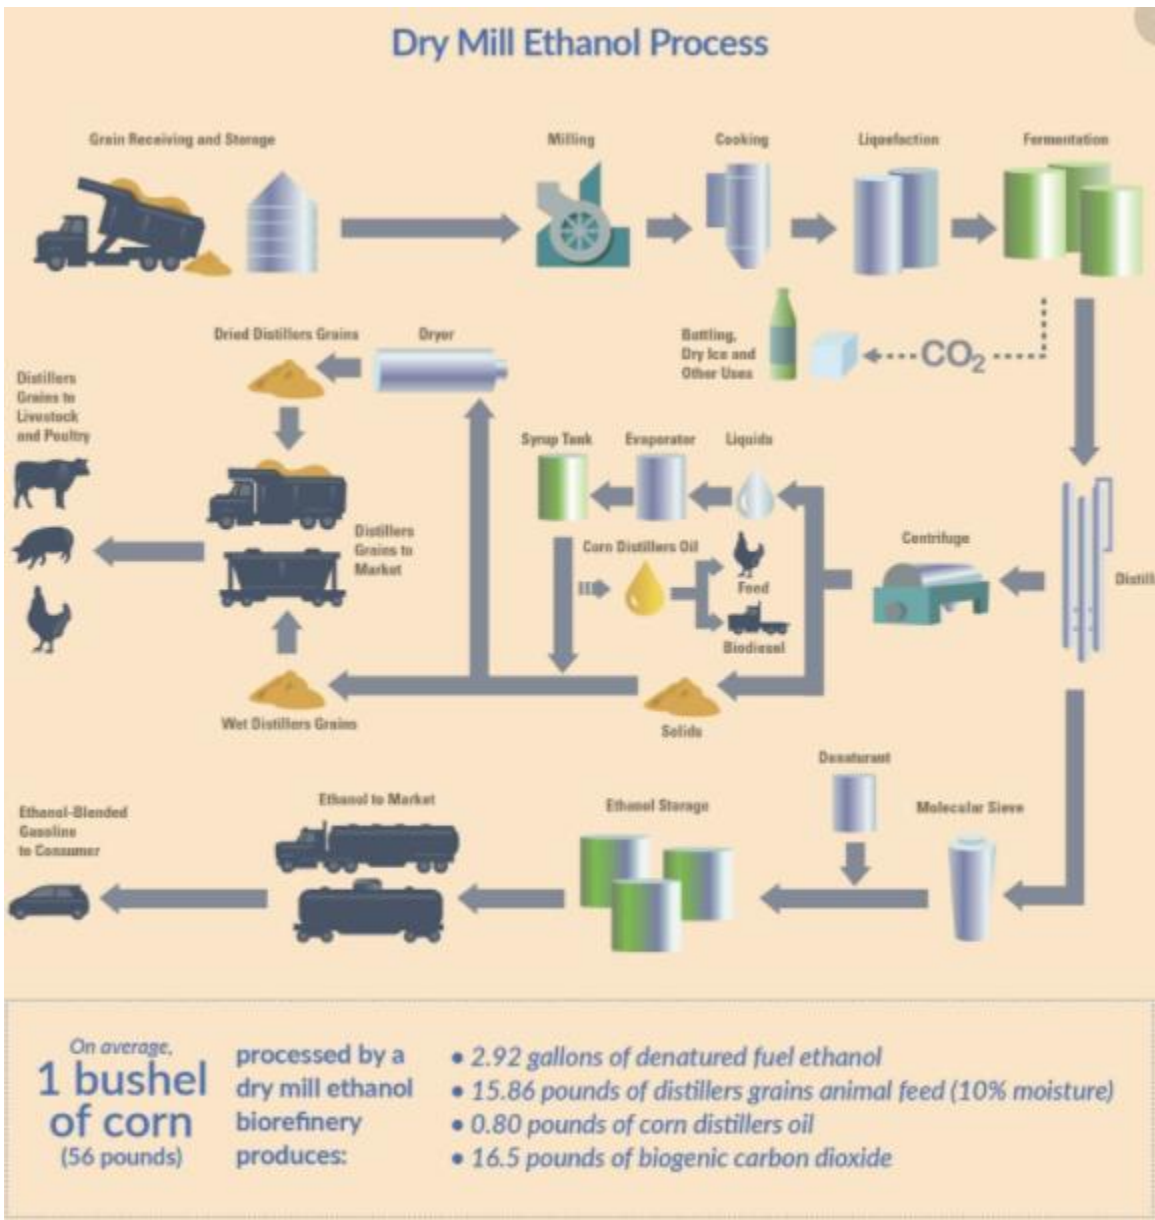 Dry Mill Ethanol Process
Grain Receiving and Storage
Milling
Cooking
Liquefaction
Fermentation
Dried Distillers Grains
Dryer
Bottling,
Dry Ice and
Other Uses
CO₂
Distillers
Grains to
Livestock
and Poultry
Syrup Tank
Evaporator
Liquids
Distillers
Grains to
Market
Corn Distillers Oil
Feed
Biodiesel
Centrifuge
Distill
Wet Distillers Grains
Solids
Denaturant
Ethanol-Blended
Gasoline
to Consumer
Ethanol to Market
Ethanol Storage
Molecular Sieve
On average,
1 bushel
of corn
(56 pounds)
processed by a
dry mill ethanol
biorefinery
produces:
• 2.92 gallons of denatured fuel ethanol
• 15.86 pounds of distillers grains animal feed (10% moisture)
• 0.80 pounds of corn distillers oil
• 16.5 pounds of biogenic carbon dioxide